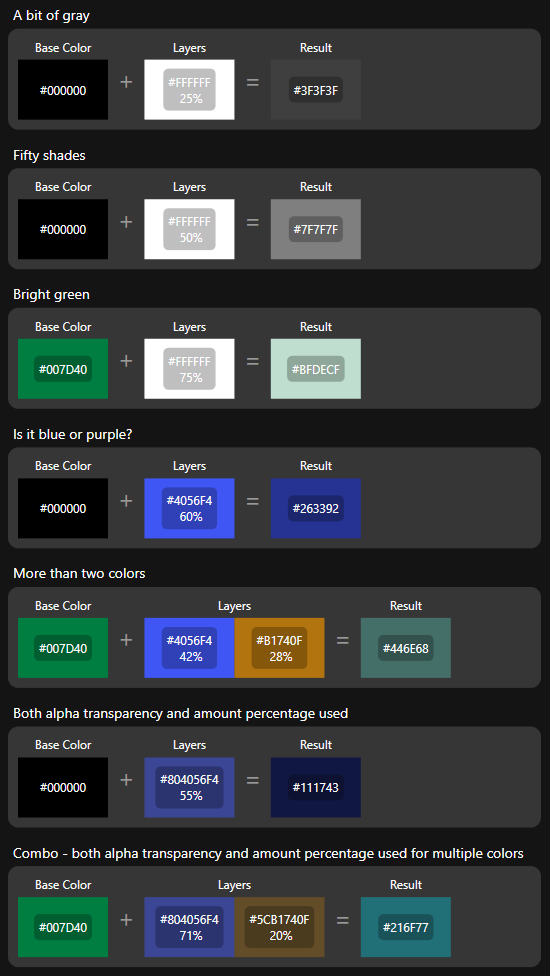 A bit of gray
Base Color Layers Result
#000000 + #FFFFFF 25% = #3F3F3F
Fifty shades
Base Color Layers Result
#000000 + #FFFFFF 50% = #7F7F7F
Bright green
Base Color Layers Result
#007D40 + #FFFFFF 75% = #BFDECF
Is it blue or purple?
Base Color Layers Result
#000000 + #4056F4 60% = #263392
More than two colors
Base Color Layers Result
#007D40 + #4056F4 42% #B1740F 28% = #446E68
Both alpha transparency and amount percentage used
Base Color Layers Result
#000000 + #804056F4 55% = #111743
Combo - both alpha transparency and amount percentage used for multiple colors
Base Color Layers Result
#007D40 + #804056F4 71% #5CB1740F 20% = #216F77